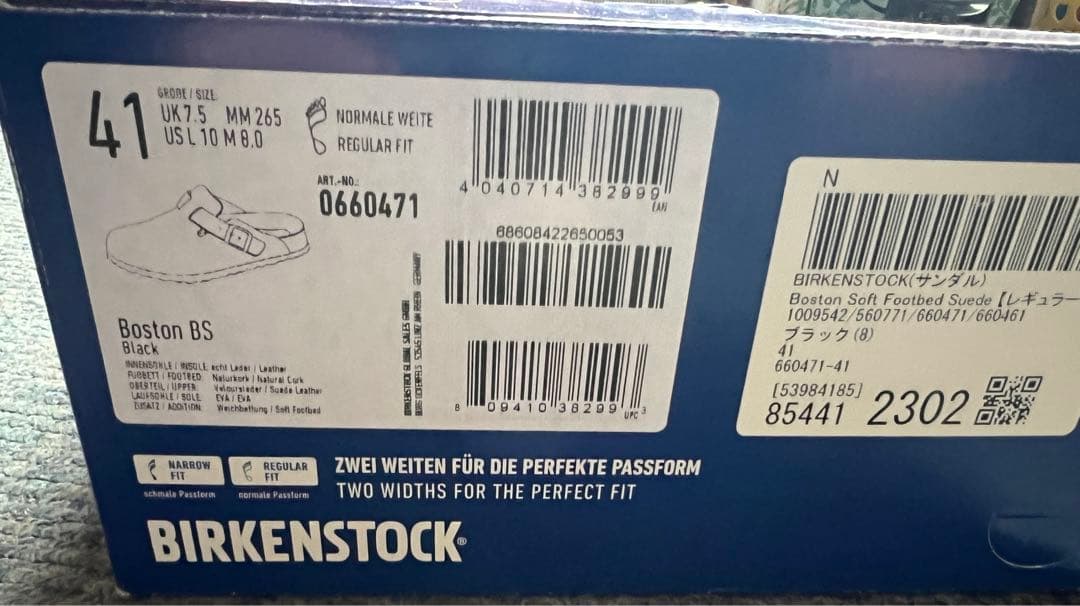 41
GRÖBE / SIZE
UK 7.5 MM 265
US L 10 M 8.0
NORMALE WEITE
REGULAR FIT
ART.-NO.:
0660471
4 040714 382999
EAN
68608422650053
8 09410 38299 3
UPC
Boston BS
Black
INNENSOHLE / INSOLE: echt Leder / Leather
FUßBETT / FOOTBED: Naturkork / Natural Cork
OBERTEIL / UPPER: Veloursleder / Suede Leather
LAUFSOHLE / SOLE: EVA / EVA
ZUSATZ / ADDITION: Weichbettung / Soft Footbed
NARROW
FIT
schmale Passform
REGULAR
FIT
normale Passform
ZWEI WEITEN FÜR DIE PERFEKTE PASSFORM
TWO WIDTHS FOR THE PERFECT FIT
BIRKENSTOCK®
N
BIRKENSTOCK(サンダル)
Boston Soft Footbed Suede【レギュラー
1009542/560771/660471/660461
ブラック(8)
41
660471-41
[53984185]
85441 2302